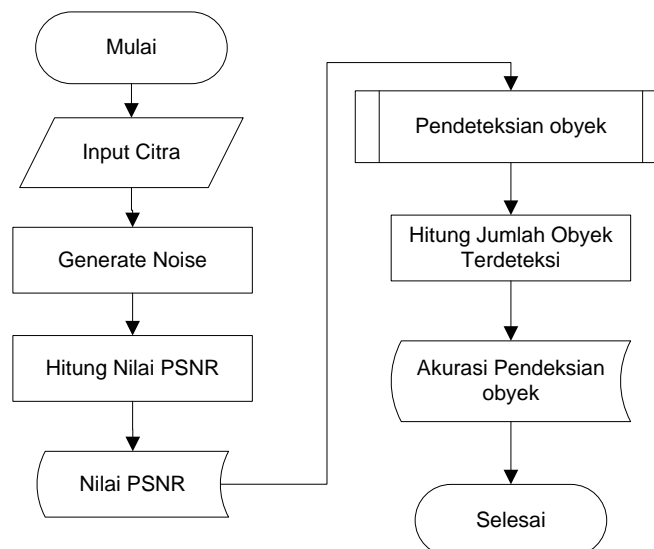 Mulai
Input Citra
Generate Noise
Hitung Nilai PSNR
Nilai PSNR
Pendeteksian obyek
Hitung Jumlah Obyek
Terdeteksi
Akurasi Pendeksian
obyek
Selesai